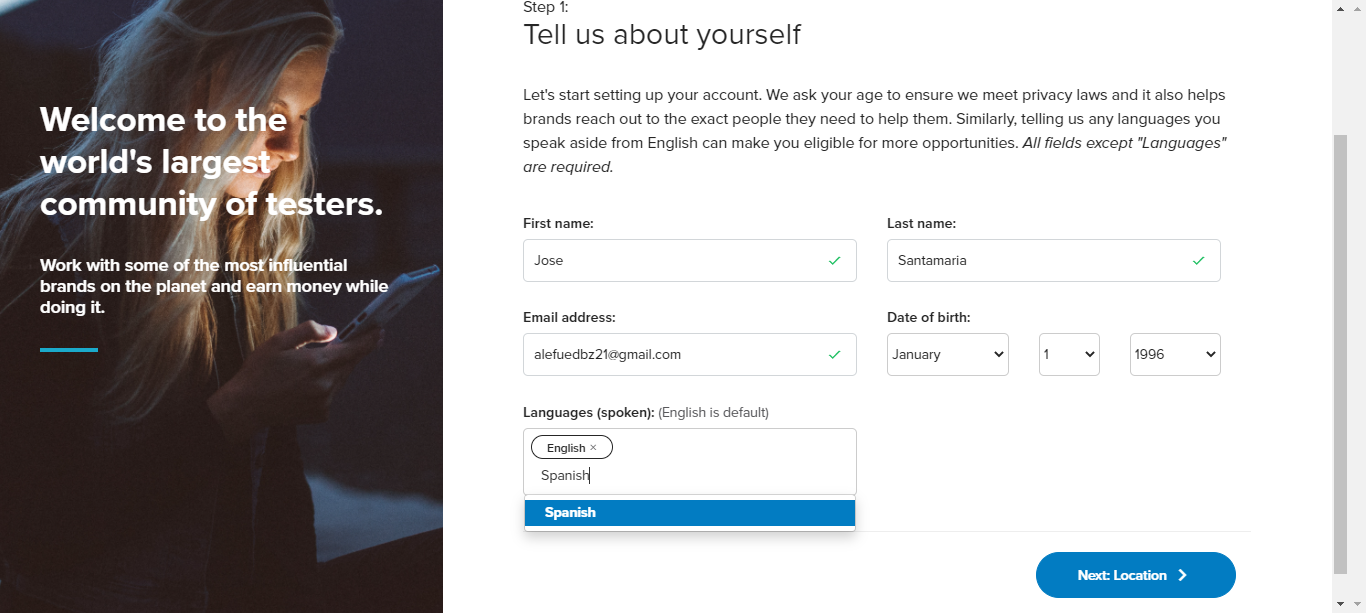 Welcome to the
world's largest
community of testers.
Work with some of the most influential
brands on the planet and earn money while
doing it.
Step 1:
Tell us about yourself
Let's start setting up your account. We ask your age to ensure we meet privacy laws and it also helps
brands reach out to the exact people they need to help them. Similarly, telling us any languages you
speak aside from English can make you eligible for more opportunities. All fields except "Languages"
are required.
First name: Last name:
Jose Santamaria
Email address: Date of birth:
alefuedbz21@gmail.com January 1 1996
Languages (spoken): (English is default)
English ×
Spanish
Spanish
Next: Location